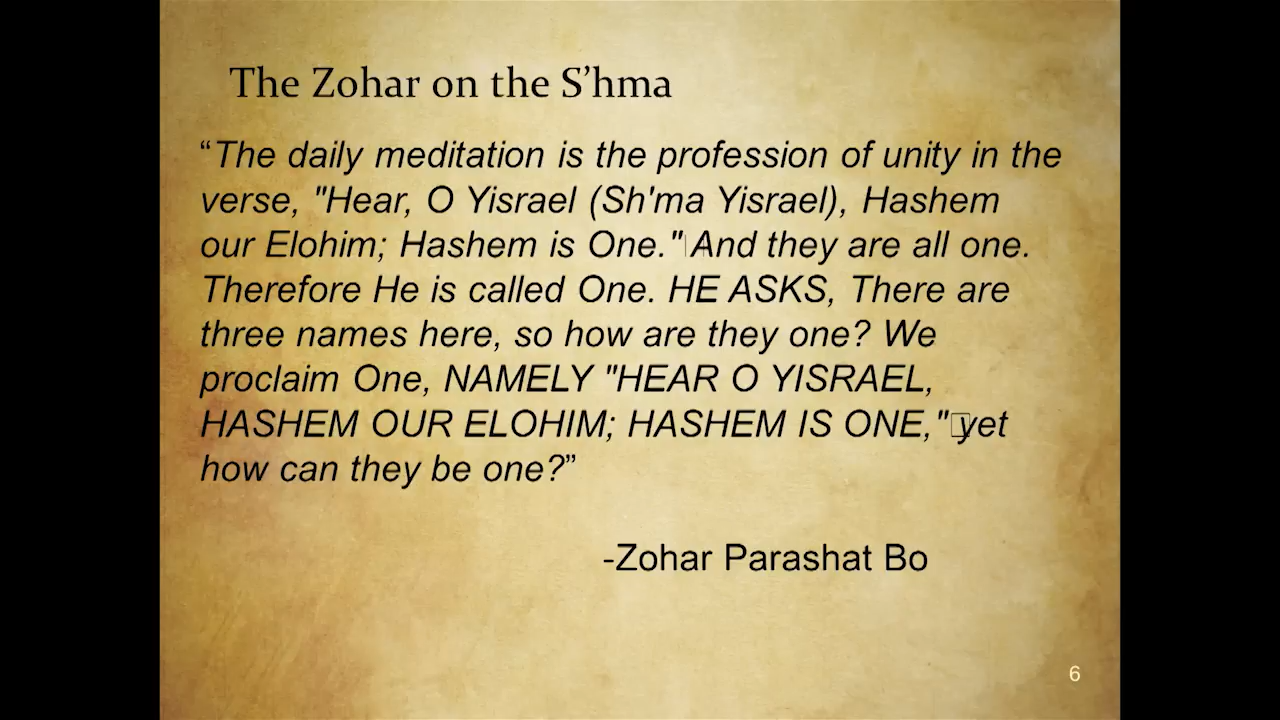 The Zohar on the S’hma
“The daily meditation is the profession of unity in the
verse, "Hear, O Yisrael (Sh'ma Yisrael), Hashem
our Elohim; Hashem is One." And they are all one.
Therefore He is called One. HE ASKS, There are
three names here, so how are they one? We
proclaim One, NAMELY "HEAR O YISRAEL,
HASHEM OUR ELOHIM; HASHEM IS ONE," yet
how can they be one?”
-Zohar Parashat Bo
6